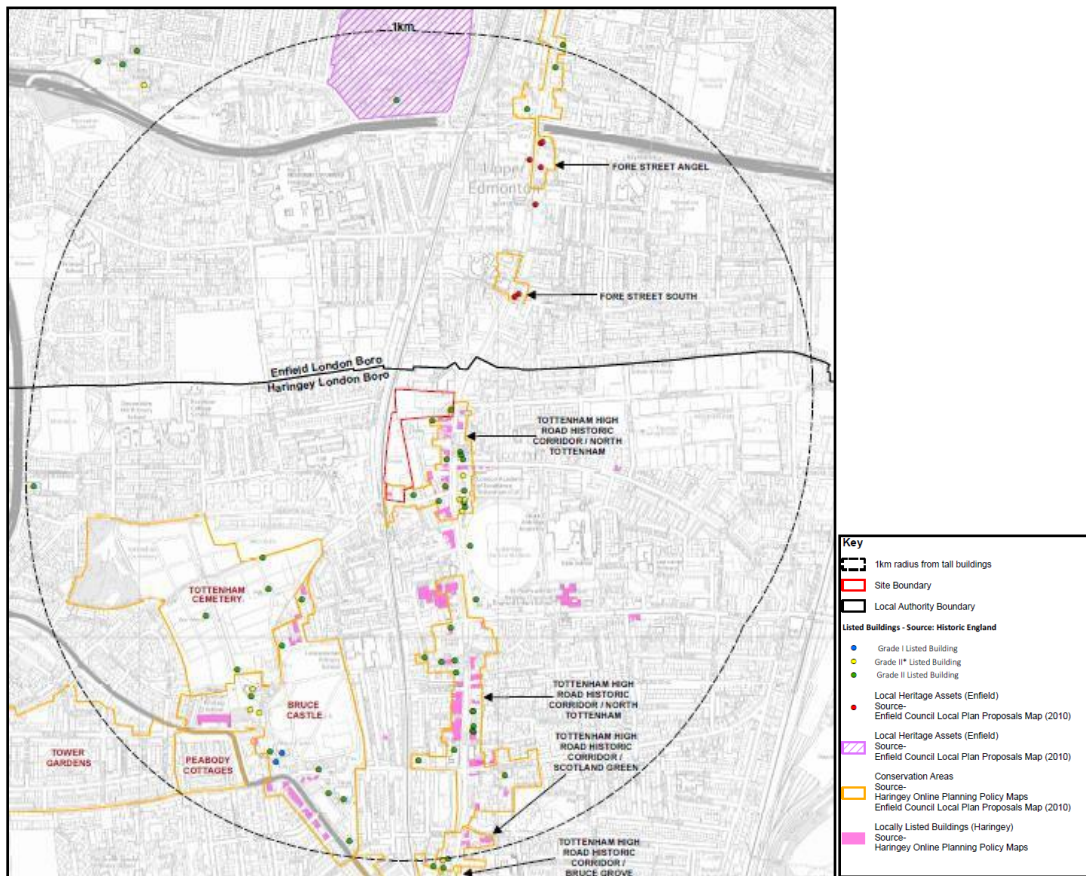 1km
FORE STREET ANGEL
Upper
Edmonton
FORE STREET SOUTH
Enfield London Boro
Haringey London Boro
TOTTENHAM HIGH
ROAD HISTORIC
CORRIDOR / NORTH
TOTTENHAM
TOTTENHAM
CEMETERY
TOTTENHAM HIGH
ROAD HISTORIC
CORRIDOR / NORTH
TOTTENHAM
BRUCE
CASTLE
TOWER
GARDENS
PEABODY
COTTAGES
TOTTENHAM HIGH
ROAD HISTORIC
CORRIDOR /
SCOTLAND GREEN
TOTTENHAM HIGH
ROAD HISTORIC
CORRIDOR /
BRUCE GROVE
Key
1km radius from tall buildings
Site Boundary
Local Authority Boundary
Listed Buildings - Source: Historic England
Grade I Listed Building
Grade II* Listed Building
Grade II Listed Building
Local Heritage Assets (Enfield)
Source-
Enfield Council Local Plan Proposals Map (2010)
Local Heritage Assets (Enfield)
Source-
Enfield Council Local Plan Proposals Map (2010)
Conservation Areas
Source-
Haringey Online Planning Policy Maps
Enfield Council Local Plan Proposals Map (2010)
Locally Listed Buildings (Haringey)
Source-
Haringey Online Planning Policy Maps